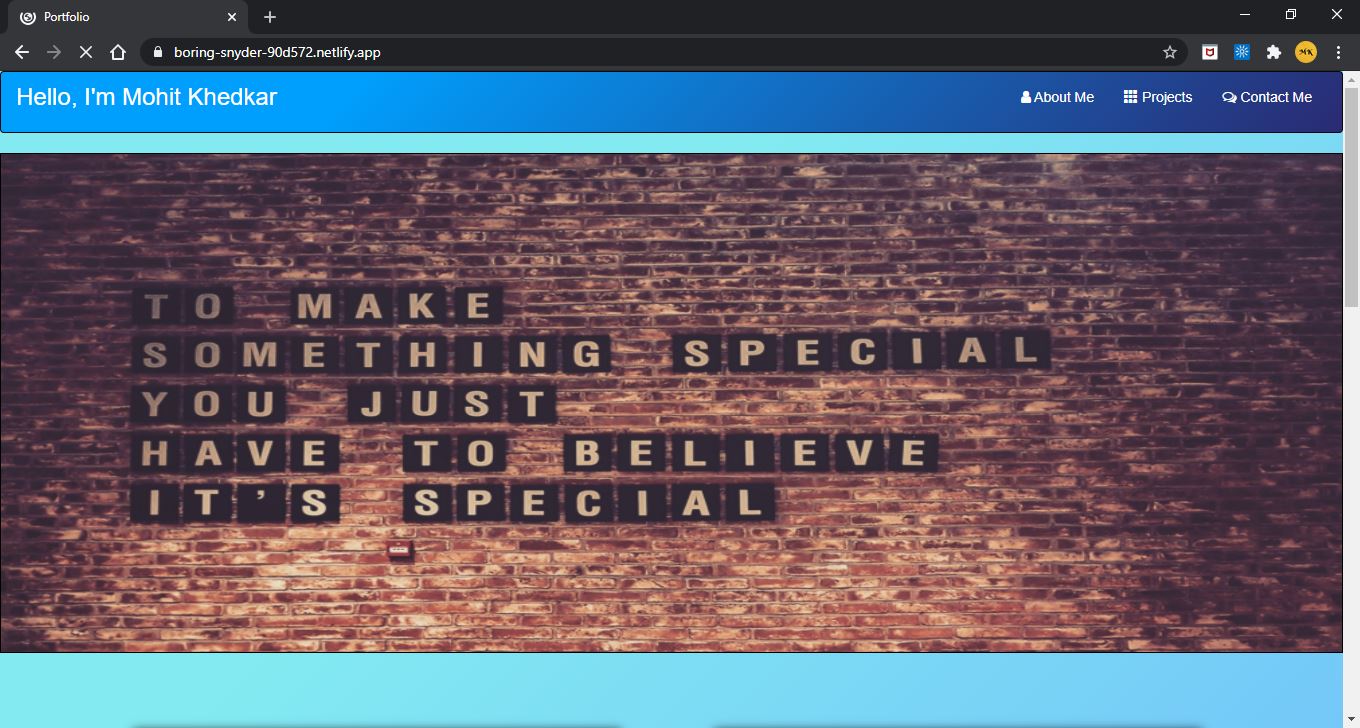 Portfolio
boring-snyder-90d572.netlify.app
Hello, I'm Mohit Khedkar
About Me
Projects
Contact Me
TO MAKE
SOMETHING SPECIAL
YOU JUST
HAVE TO BELIEVE
IT'S SPECIAL